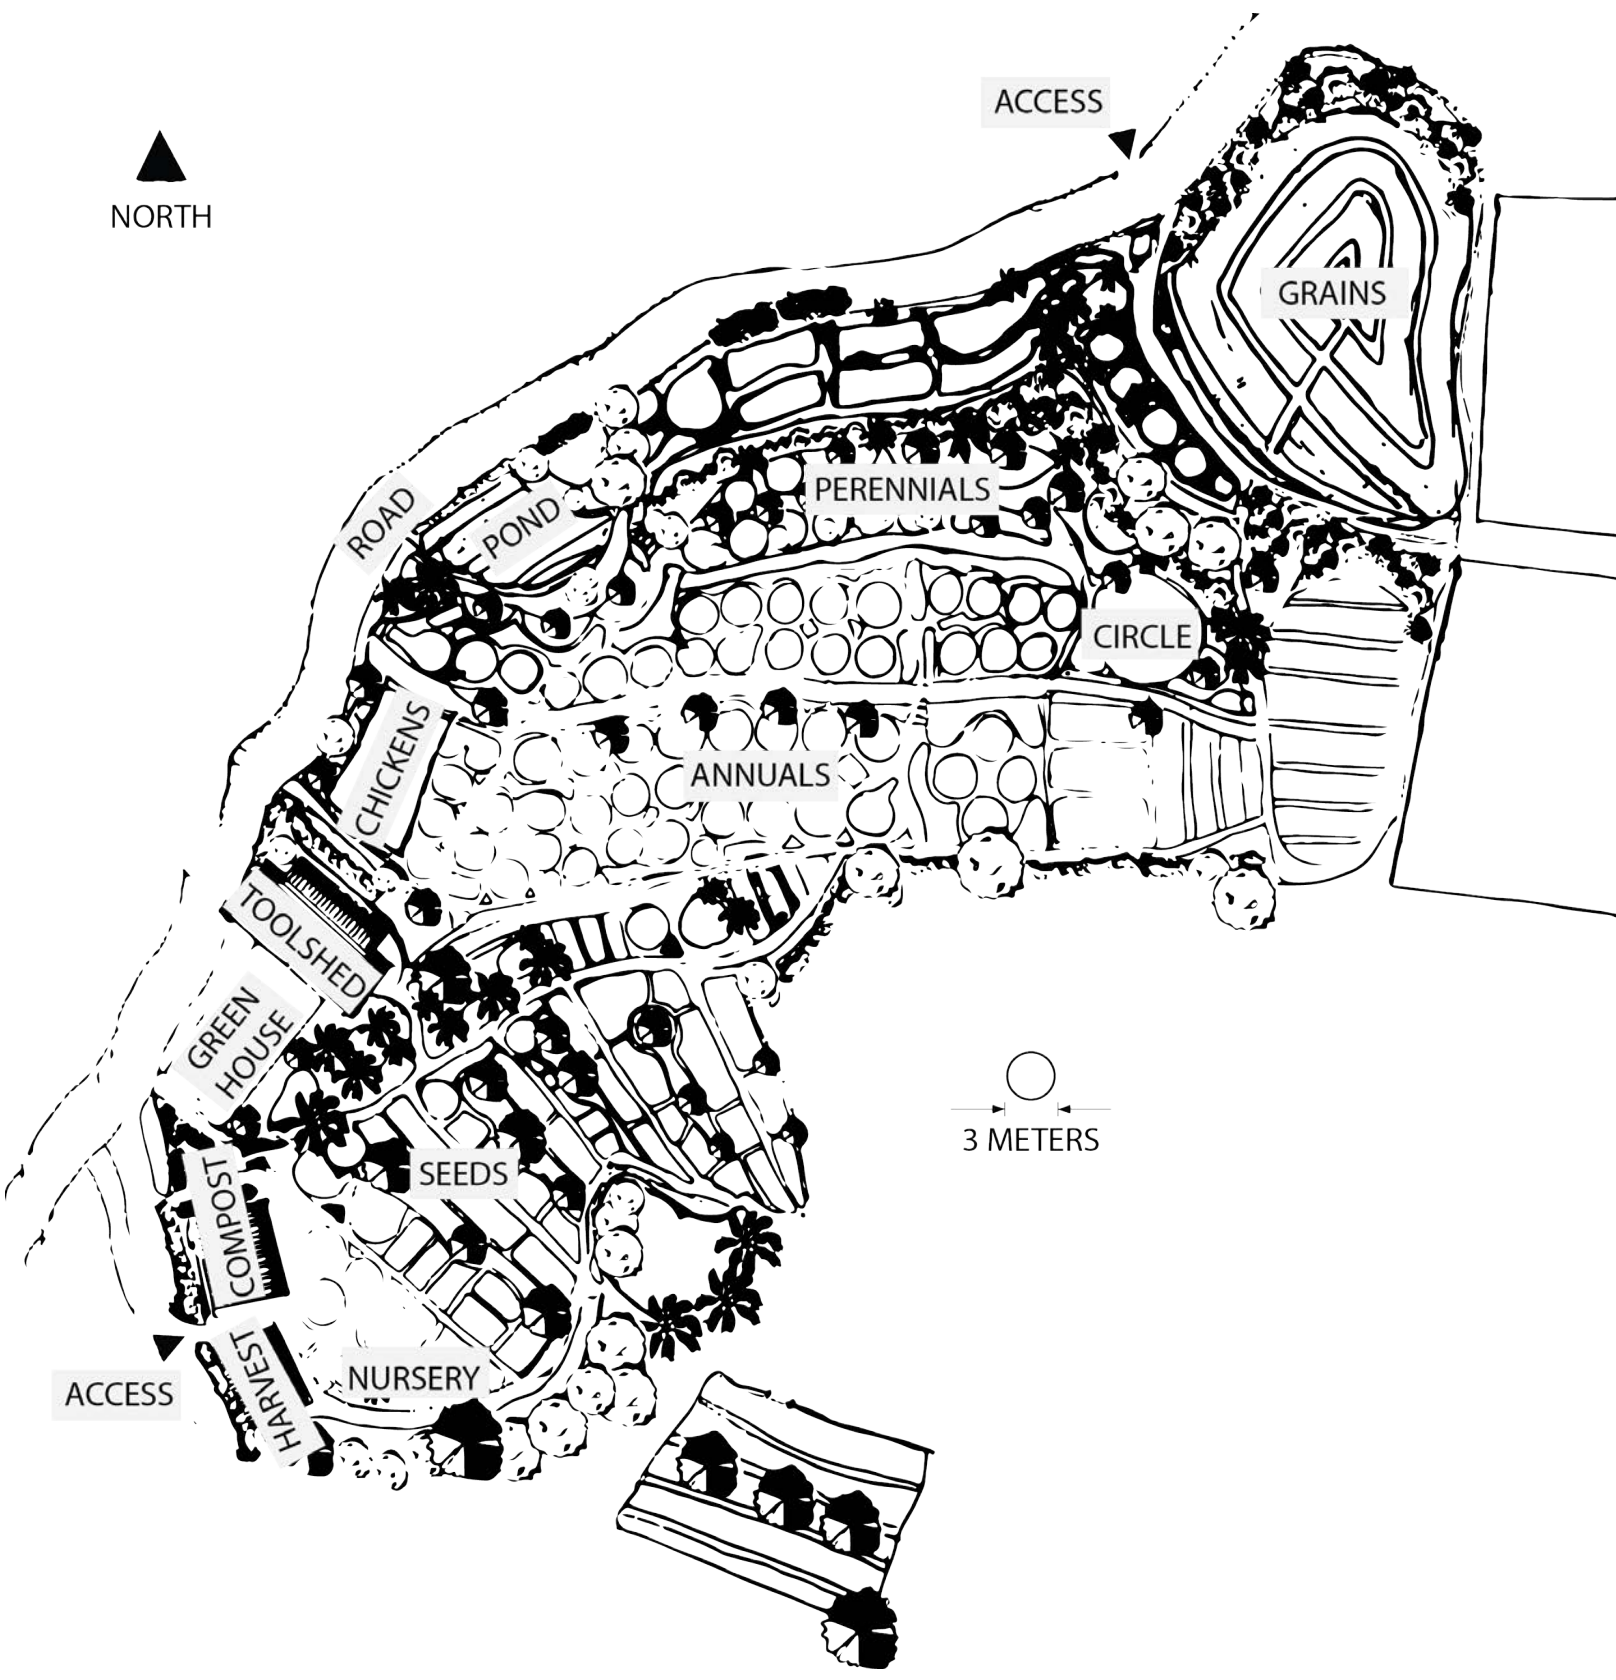 ACCESS
NORTH
GRAINS
PERENNIALS
ROAD
POND
CIRCLE
CHICKENS
ANNUALS
TOOLSHED
GREEN
HOUSE
3 METERS
SEEDS
COMPOST
HARVEST
NURSERY
ACCESS